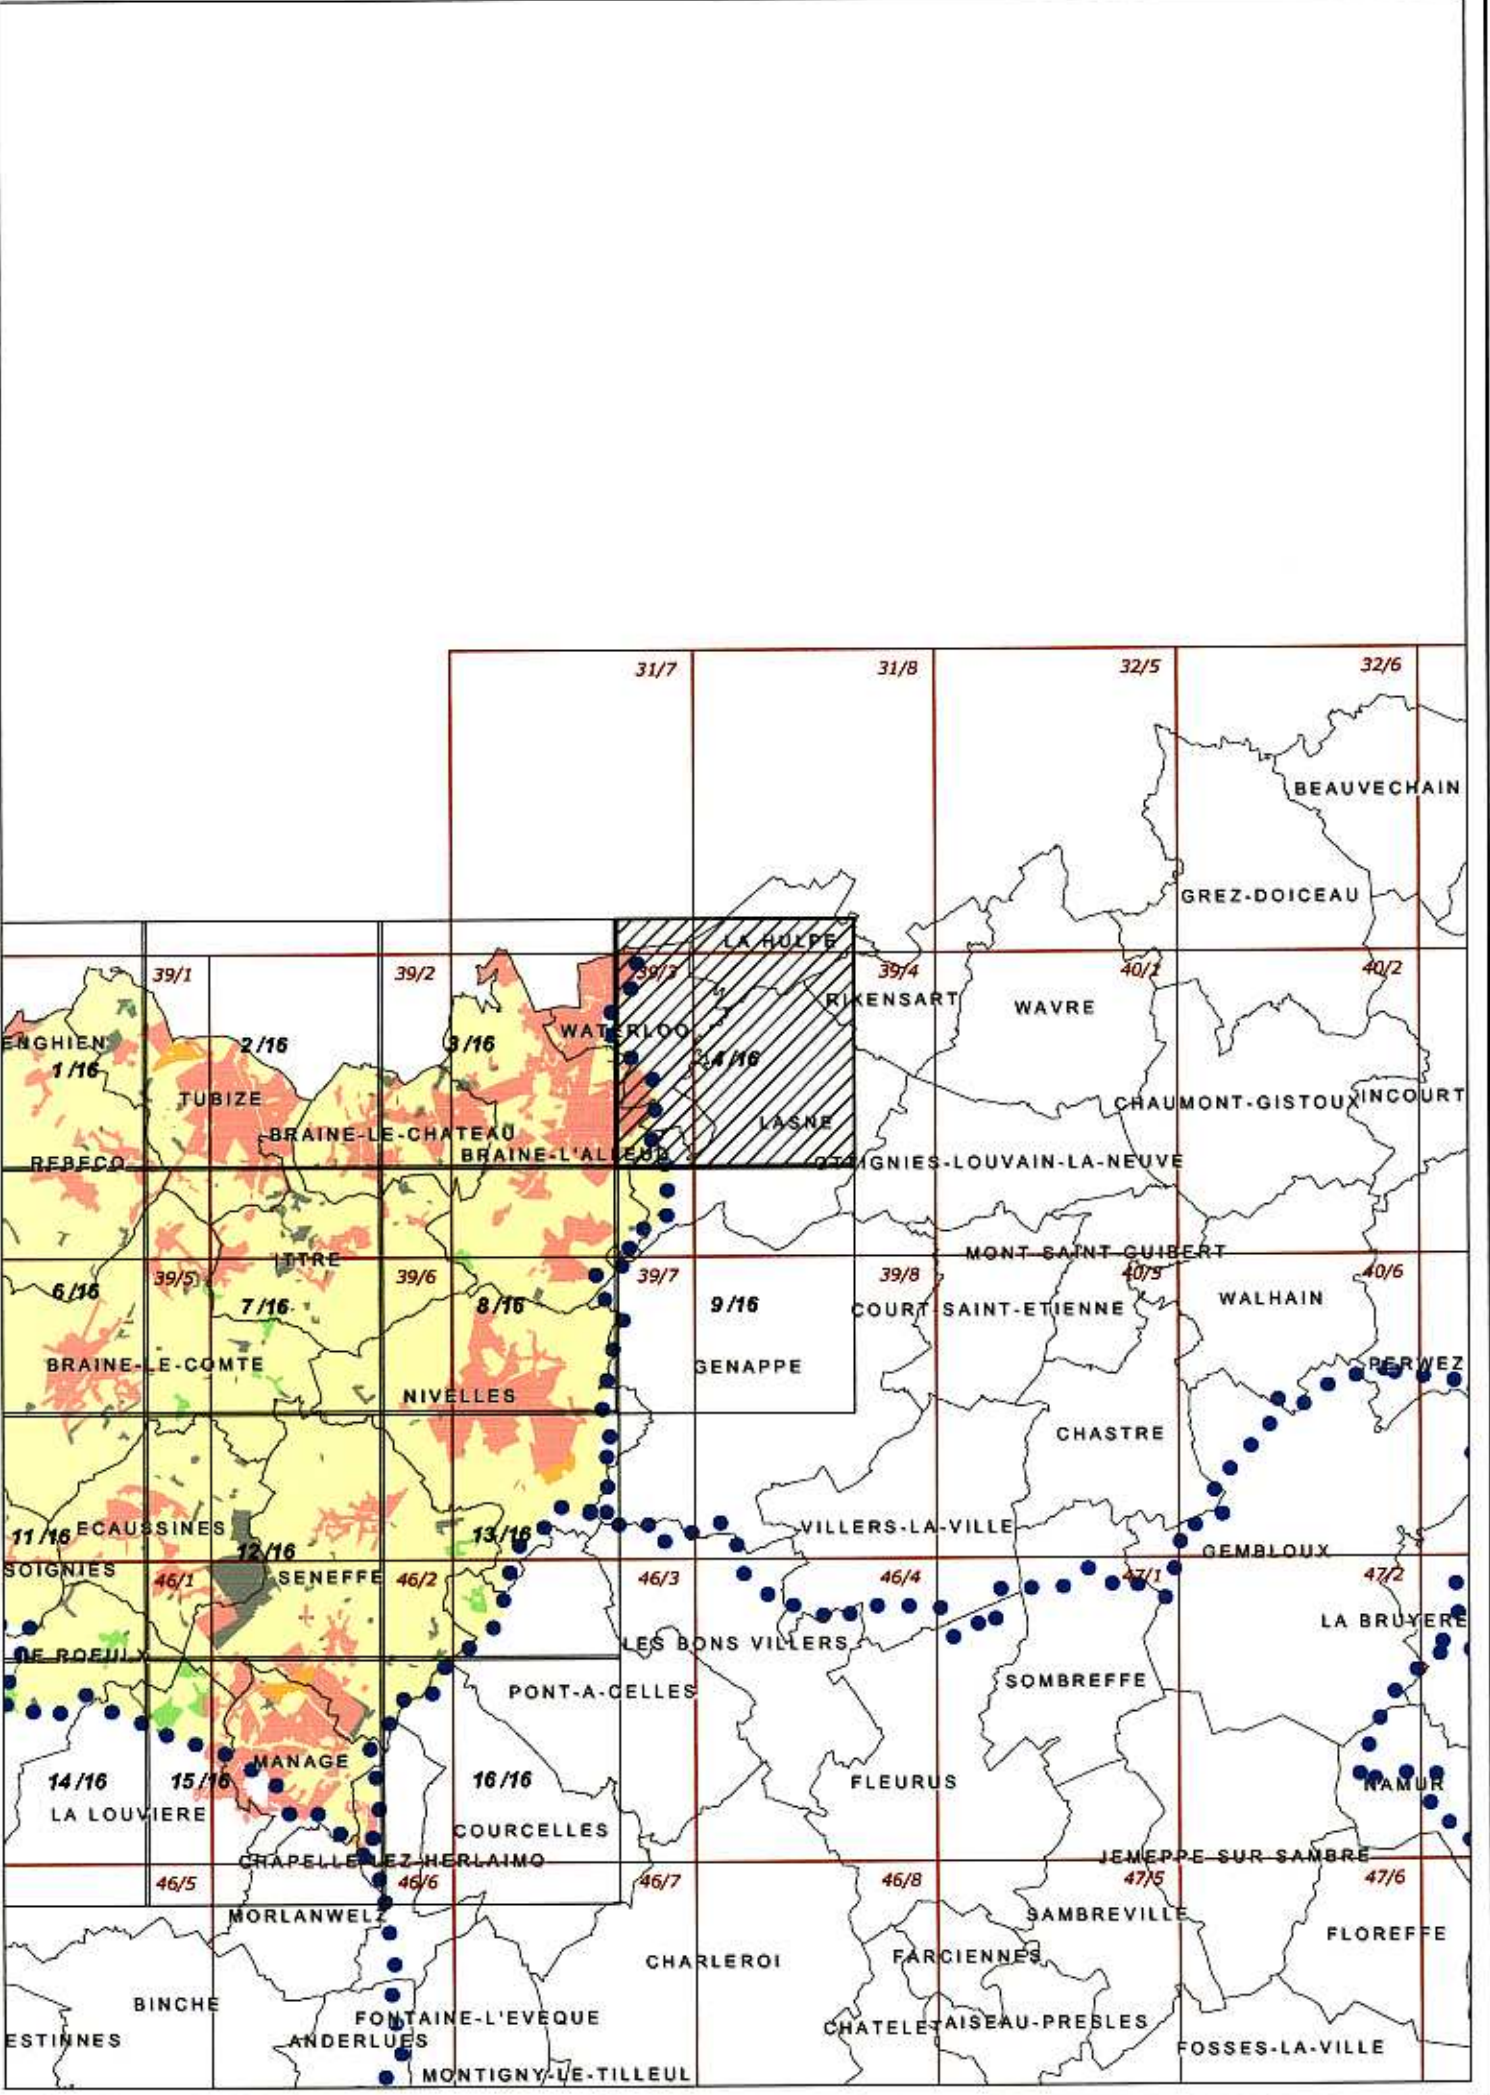 31/7
31/8
32/5
32/6
BEAUVECHAIN
GREZ-DOICEAU
LA HULPE
39/1
39/2
39/3
39/4
40/1
40/2
RIXENSART
WAVRE
ENGHIEN
2/16
3/16
WATERLOO
4/16
1/16
TUBIZE
CHAUMONT-GISTOUX
INCOURT
BRAINE-LE-CHATEAU
LASNE
REBECQ
BRAINE-L'ALLEUD
OTTIGNIES-LOUVAIN-LA-NEUVE
ITTRE
MONT-SAINT-GUIBERT
39/5
39/6
39/7
39/8
40/5
40/6
6/16
7/16
8/16
9/16
COURT-SAINT-ETIENNE
WALHAIN
BRAINE-LE-COMTE
GENAPPE
PERWEZ
NIVELLES
CHASTRE
11/16
ECAUSSINES
13/16
VILLERS-LA-VILLE
12/16
GEMBLOUX
SOIGNIES
46/1
SENEFFE
46/2
46/3
46/4
47/1
47/2
LA BRUYERE
LE ROEULX
LES BONS VILLERS
SOMBREFFE
PONT-A-CELLES
MANAGE
14/16
15/16
16/16
FLEURUS
NAMUR
LA LOUVIERE
COURCELLES
CHAPELLE-LEZ-HERLAIMO
JEMEPPE-SUR-SAMBRE
46/5
46/6
46/7
46/8
47/5
47/6
MORLANWELZ
SAMBREVILLE
FLOREFFE
FARCIENNES
CHARLEROI
BINCHE
FONTAINE-L'EVEQUE
CHATELET
AISEAU-PRESLES
ESTINNES
ANDERLUES
FOSSES-LA-VILLE
MONTIGNY-LE-TILLEUL